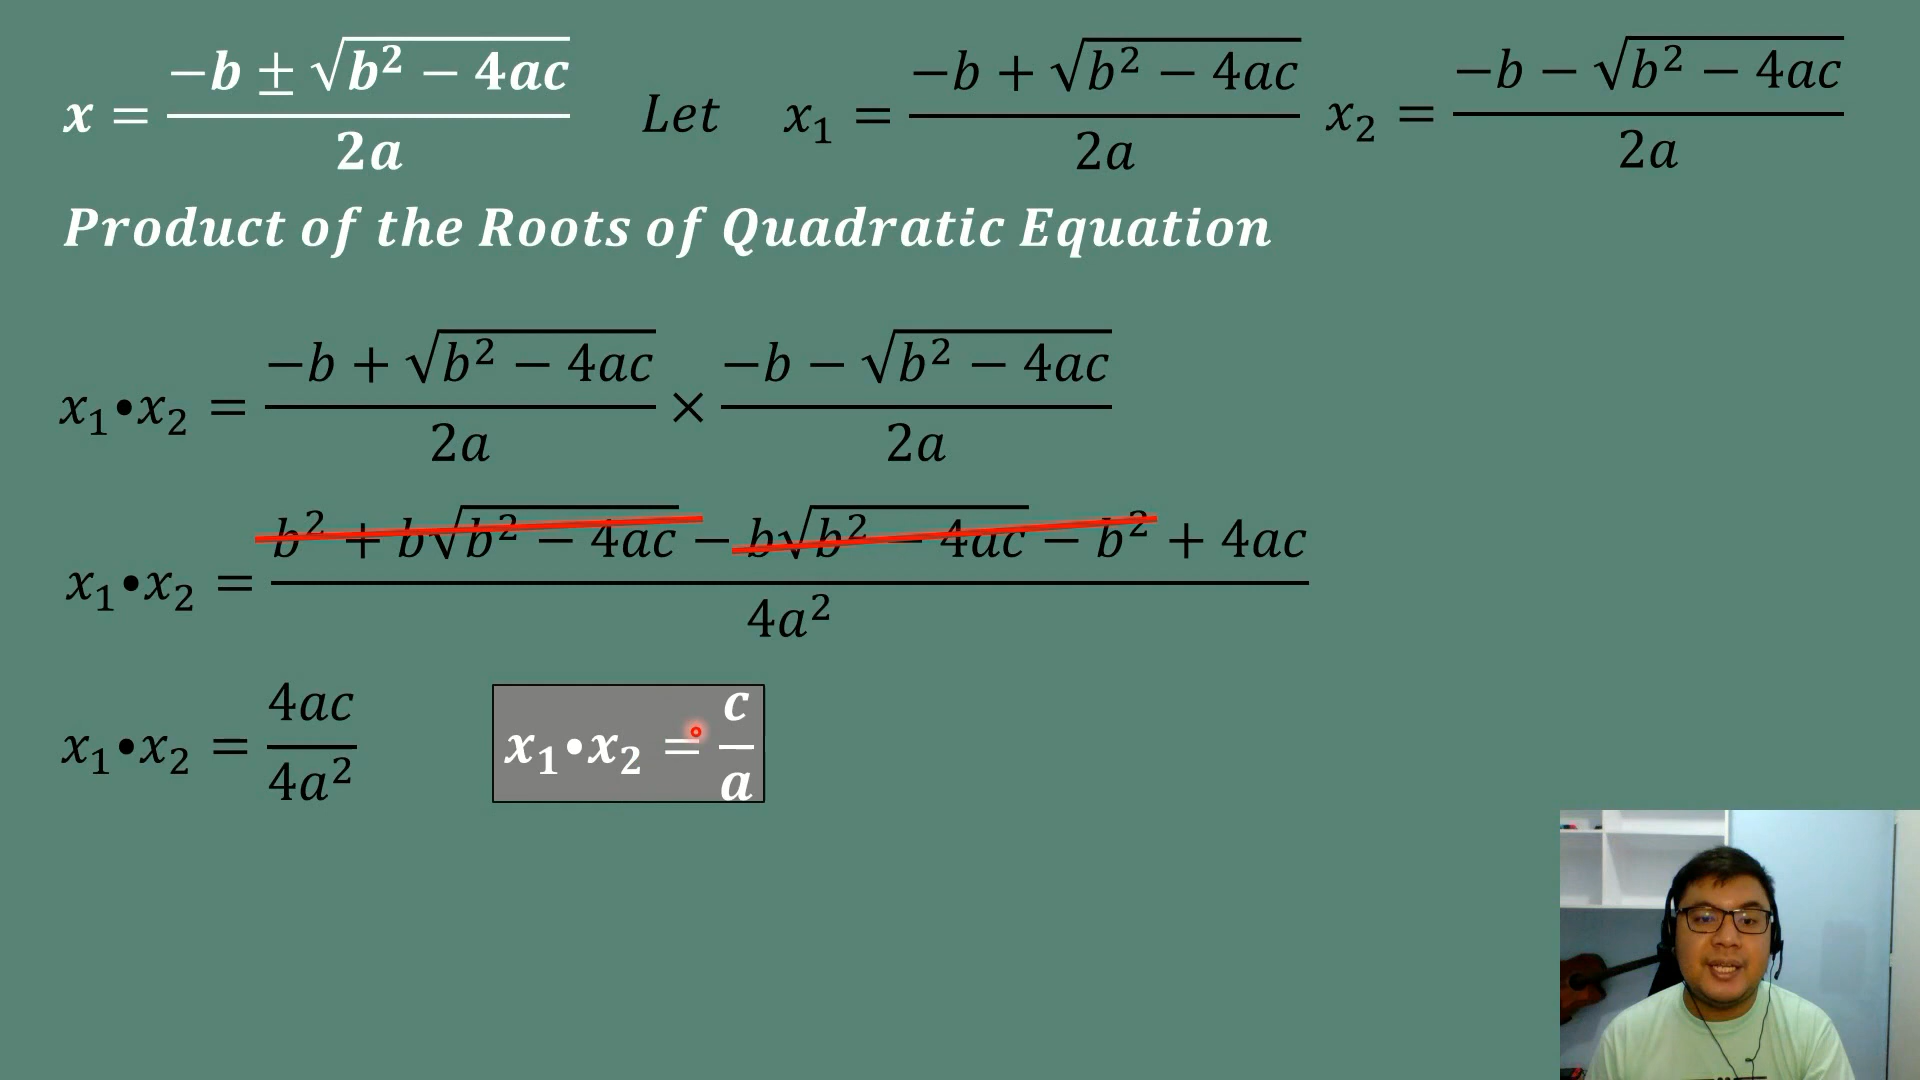 x = (-b ± √(b² − 4ac)) / 2a Let x₁ = (−b + √(b² − 4ac)) / 2a x₂ = (−b − √(b² − 4ac)) / 2a
Product of the Roots of Quadratic Equation
x₁•x₂ = (−b + √(b² − 4ac)) / 2a × (−b − √(b² − 4ac)) / 2a
x₁•x₂ = (b² + b√(b² − 4ac) − b√(b² − 4ac) − b² + 4ac) / 4a²
x₁•x₂ = 4ac / 4a² x₁•x₂ = c / a